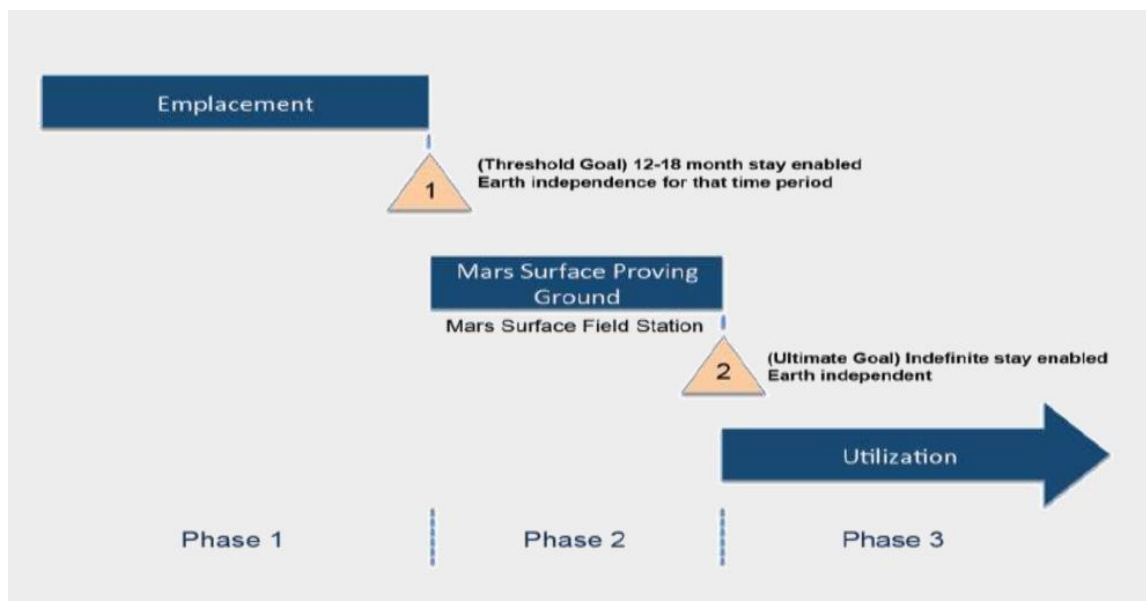 Emplacement
1
(Threshold Goal) 12-18 month stay enabled
Earth independence for that time period
Mars Surface Proving
Ground
Mars Surface Field Station
2
(Ultimate Goal) Indefinite stay enabled
Earth independent
Utilization
Phase 1
Phase 2
Phase 3